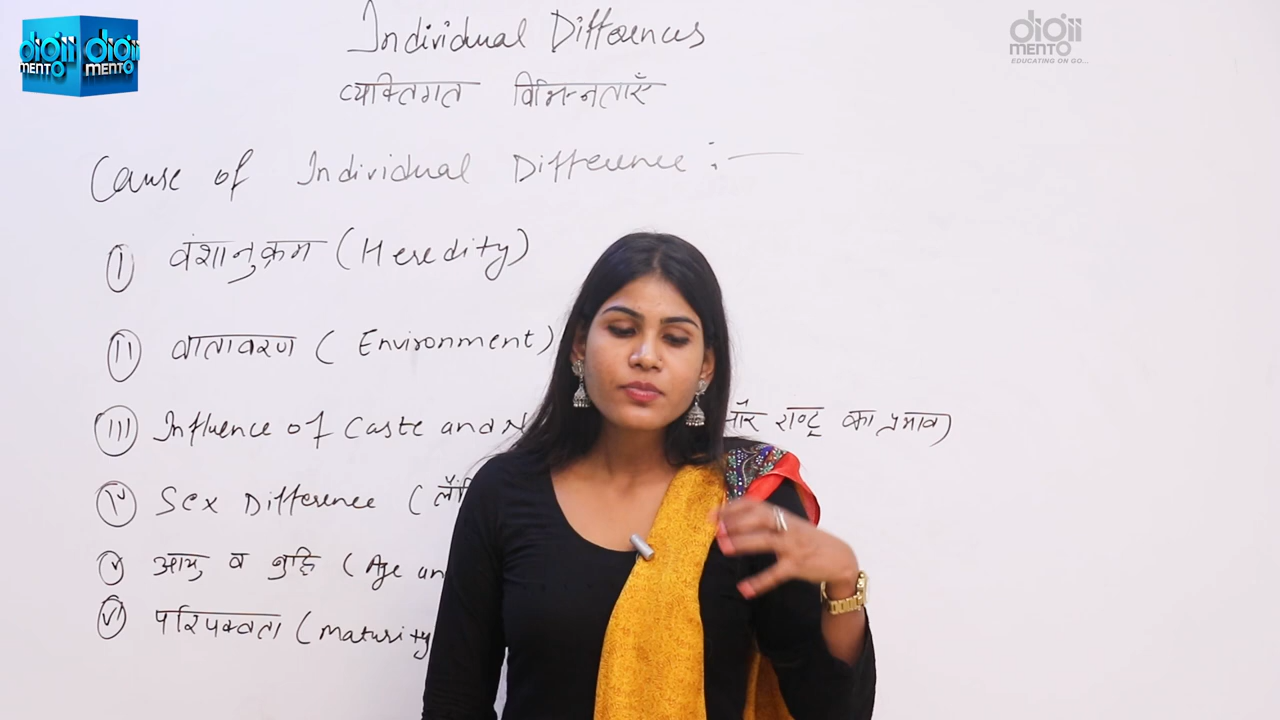 digii digii
MENTO MENTO
digii
MENTO
EDUCATING ON GO...
Individual Differences
व्यक्तिगत विभिन्नताएँ
Cause of Individual Difference :—
(I) वंशानुक्रम (Heredity)
(II) वातावरण (Environment)
(III) Influence of Caste and N और राष्ट्र का प्रभाव)
(IV) Sex Difference (लैंगि
(V) आयु व बुद्धि (Age an
(VI) परिपक्वता (Maturity